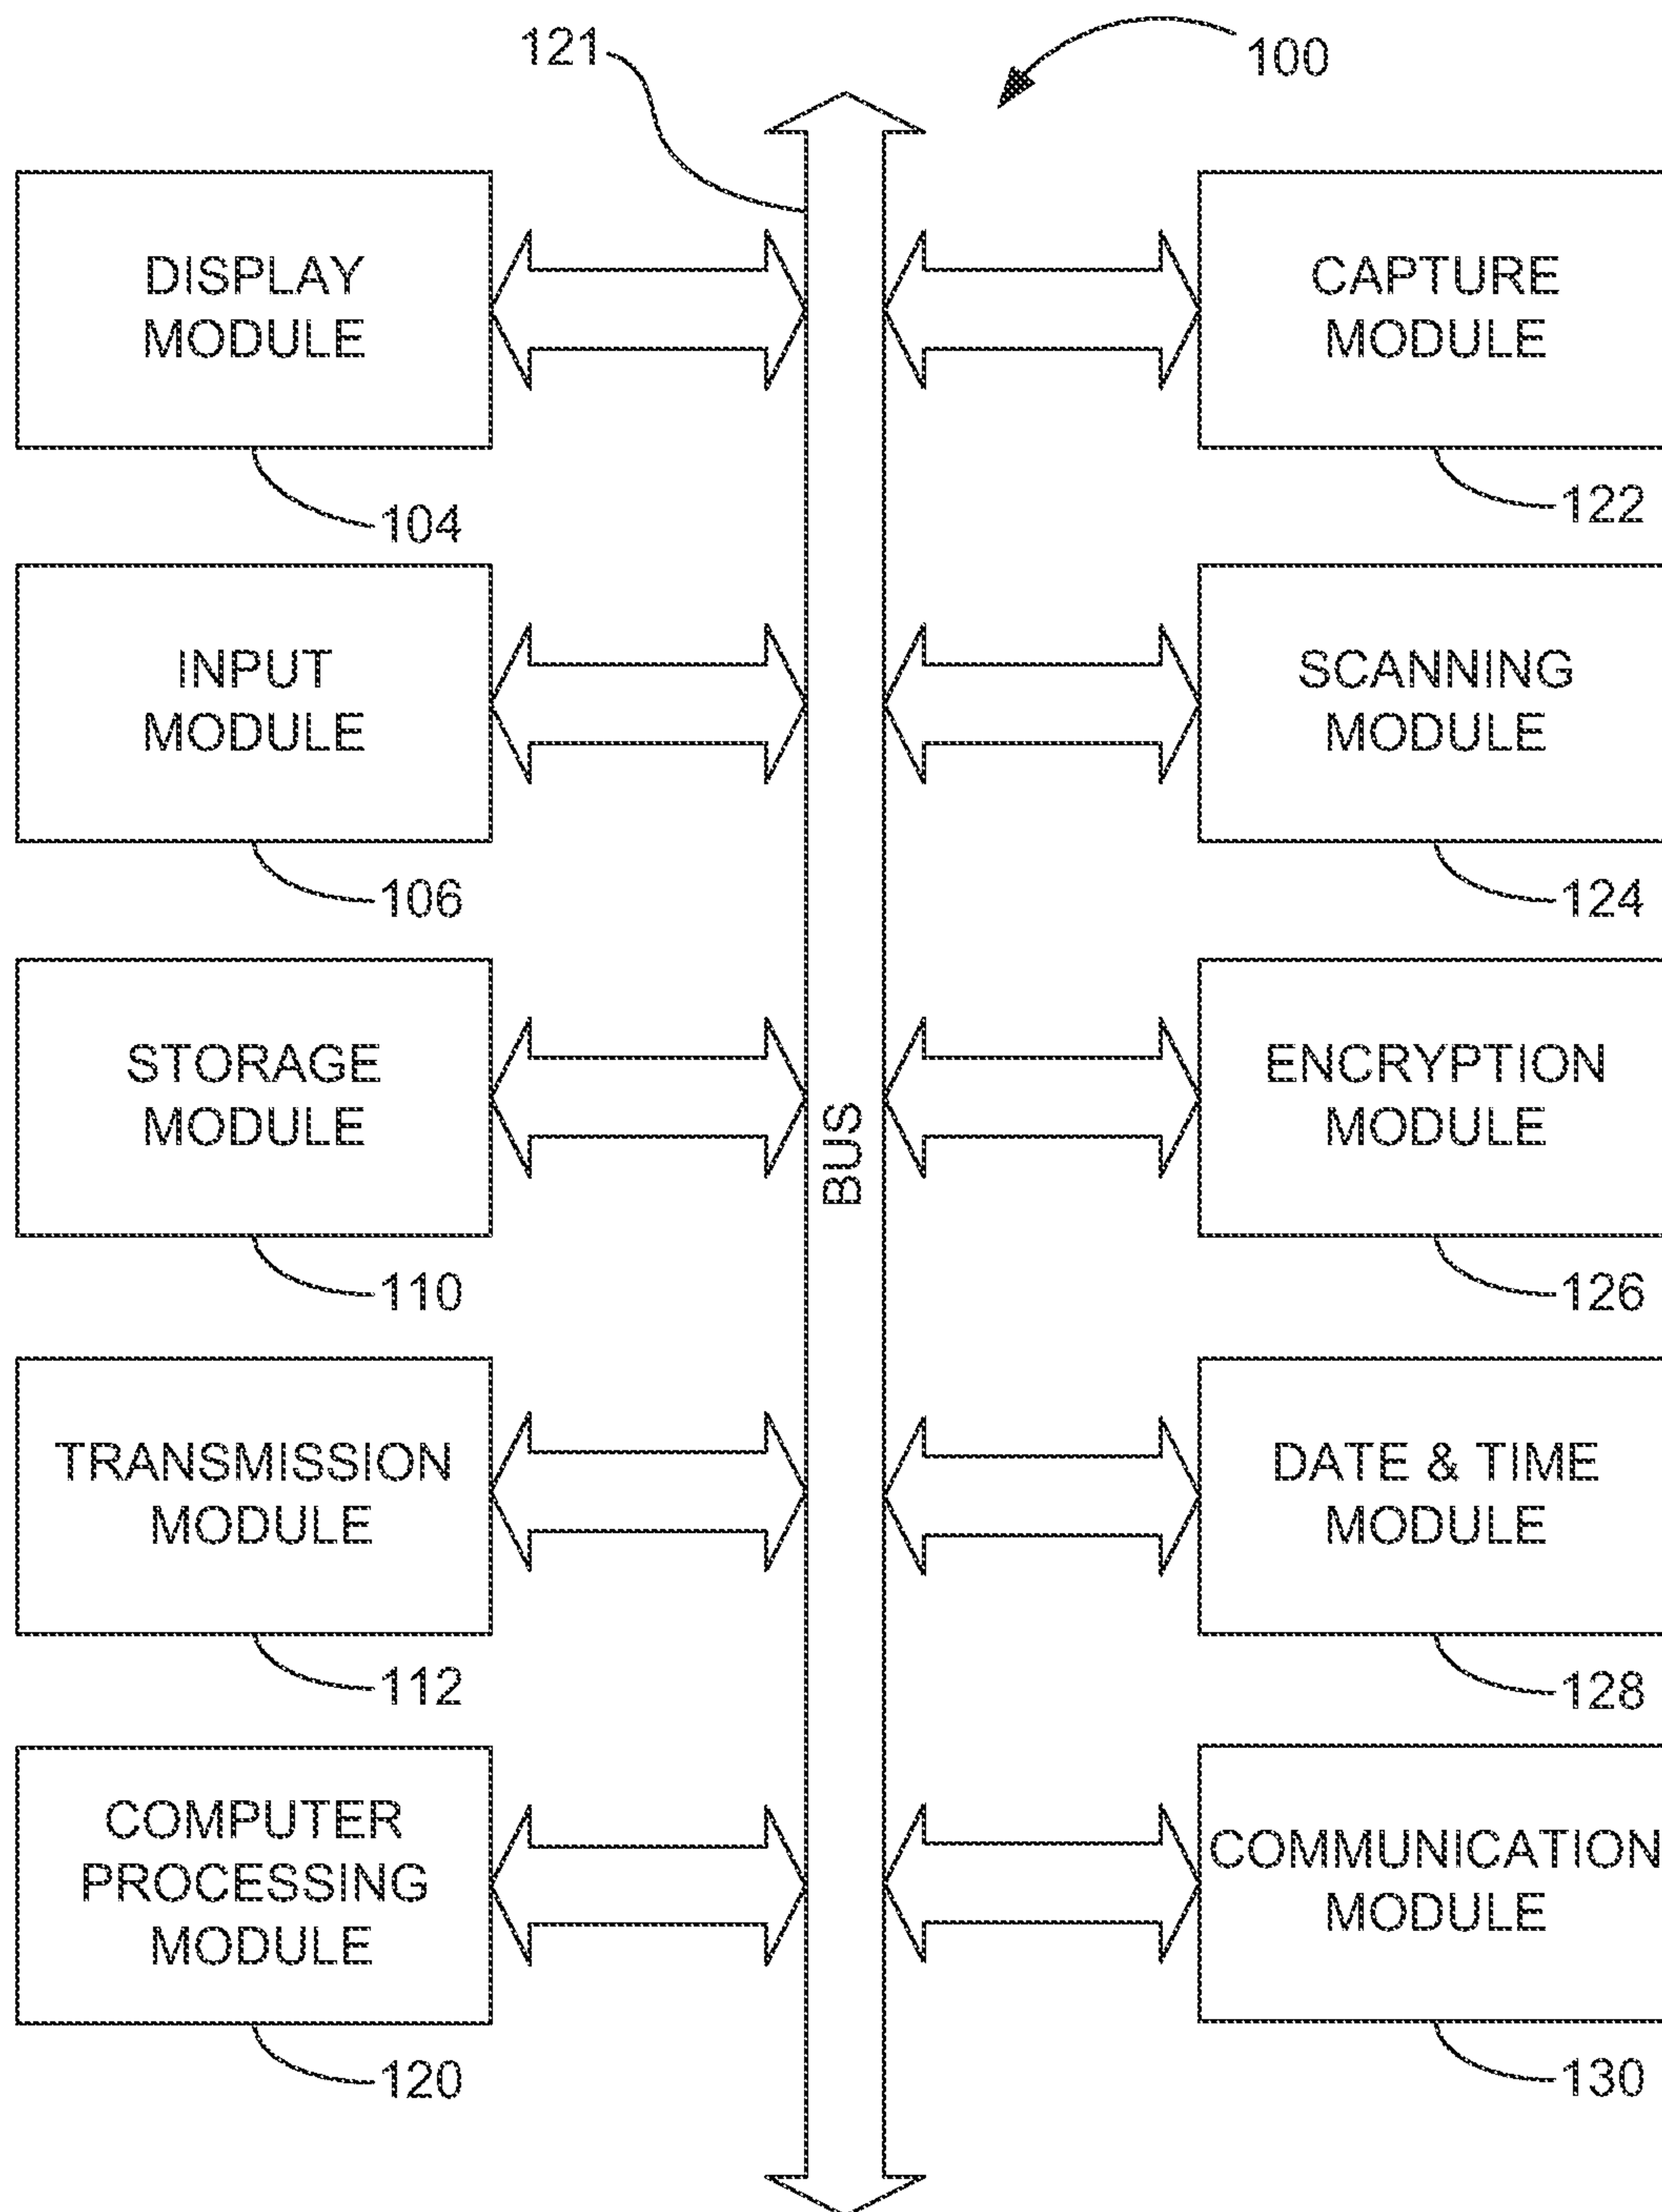 121
100
DISPLAY
MODULE
104
CAPTURE
MODULE
122
INPUT
MODULE
106
SCANNING
MODULE
124
STORAGE
MODULE
110
BUS
ENCRYPTION
MODULE
126
TRANSMISSION
MODULE
112
DATE & TIME
MODULE
128
COMPUTER
PROCESSING
MODULE
120
COMMUNICATION
MODULE
130